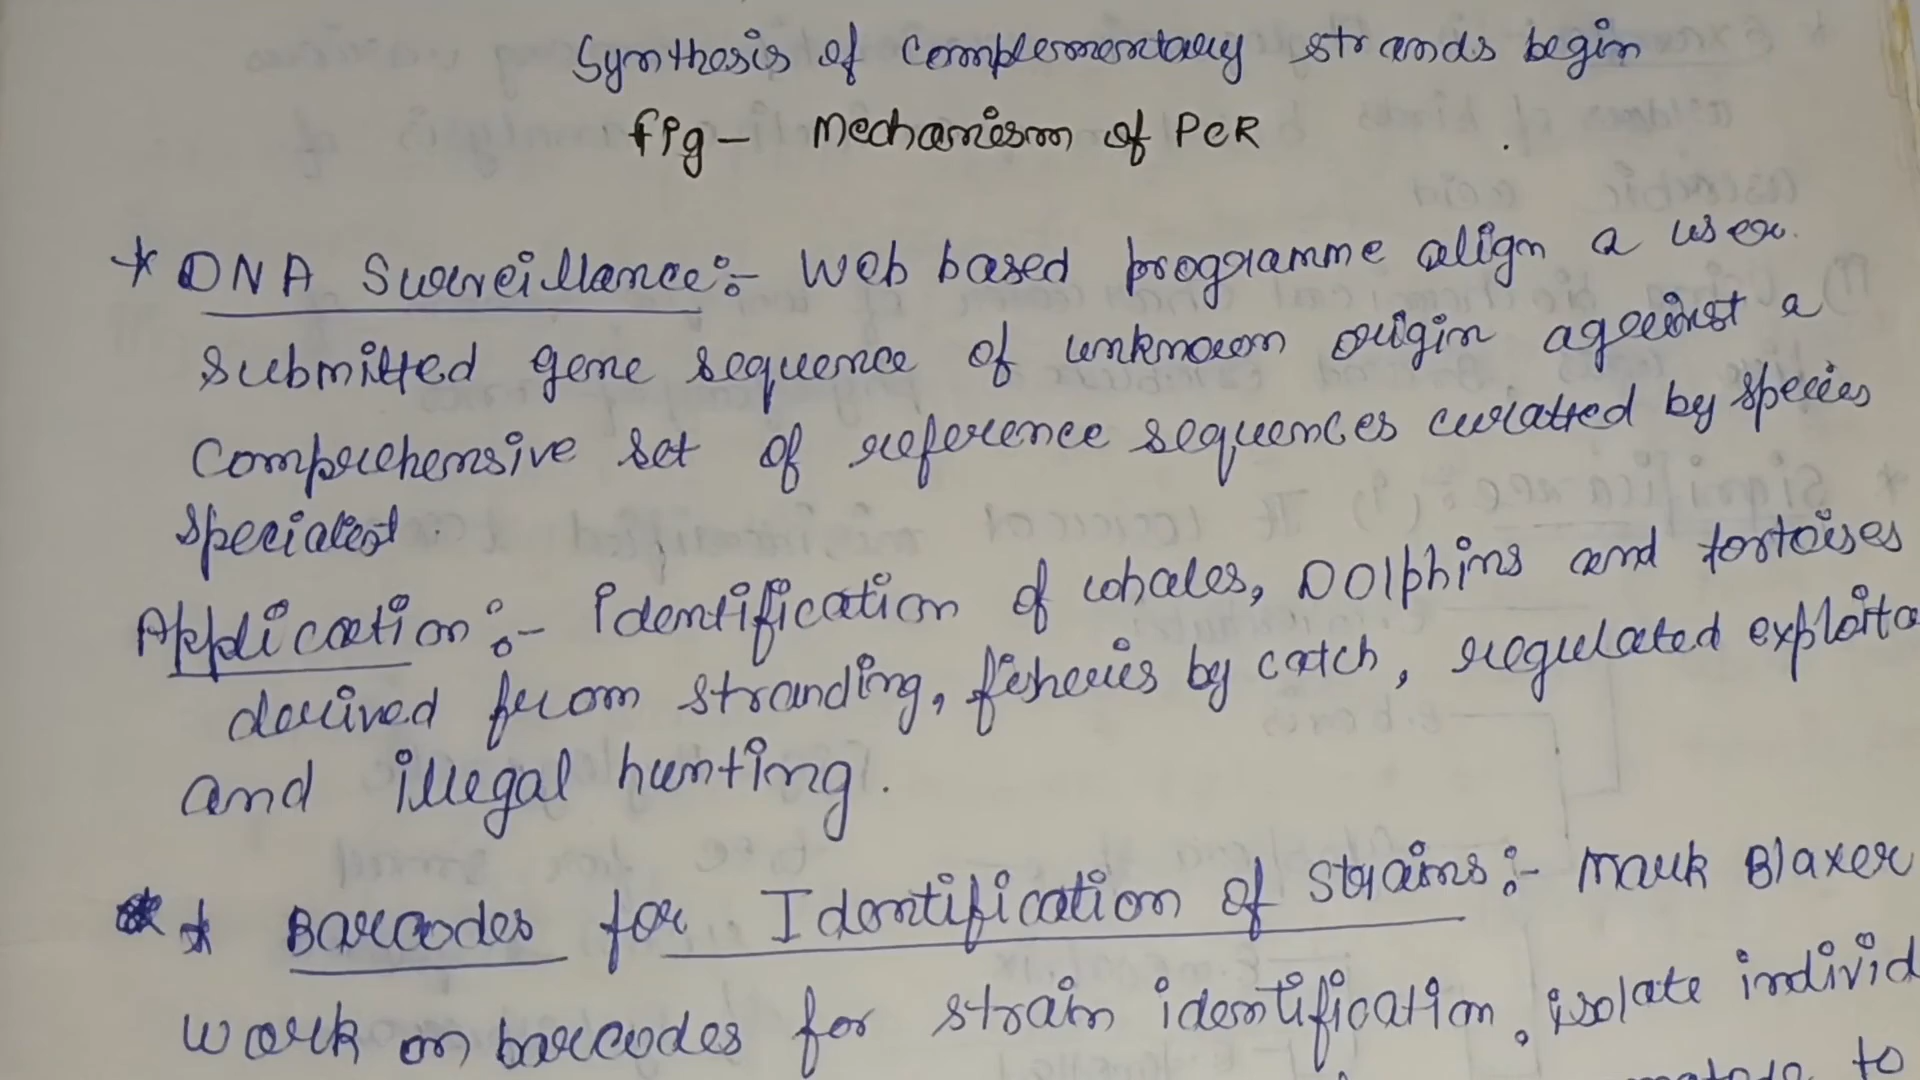 Synthesis of complementary strands begin
fig- Mechanism of PCR
* DNA Surveillance:- Web based programme align a user
submitted gene sequence of unknown origin against a
comprehensive set of reference sequences curatted by species
specialist.
Application:- Identification of whales, Dolphins and tortoises
derived from stranding, fisheries by catch, regulated exploita
and illegal hunting.
* Barcodes for Identification of strains:- Mark Blaxer
work on barcodes for strain identification, isolate individ
to